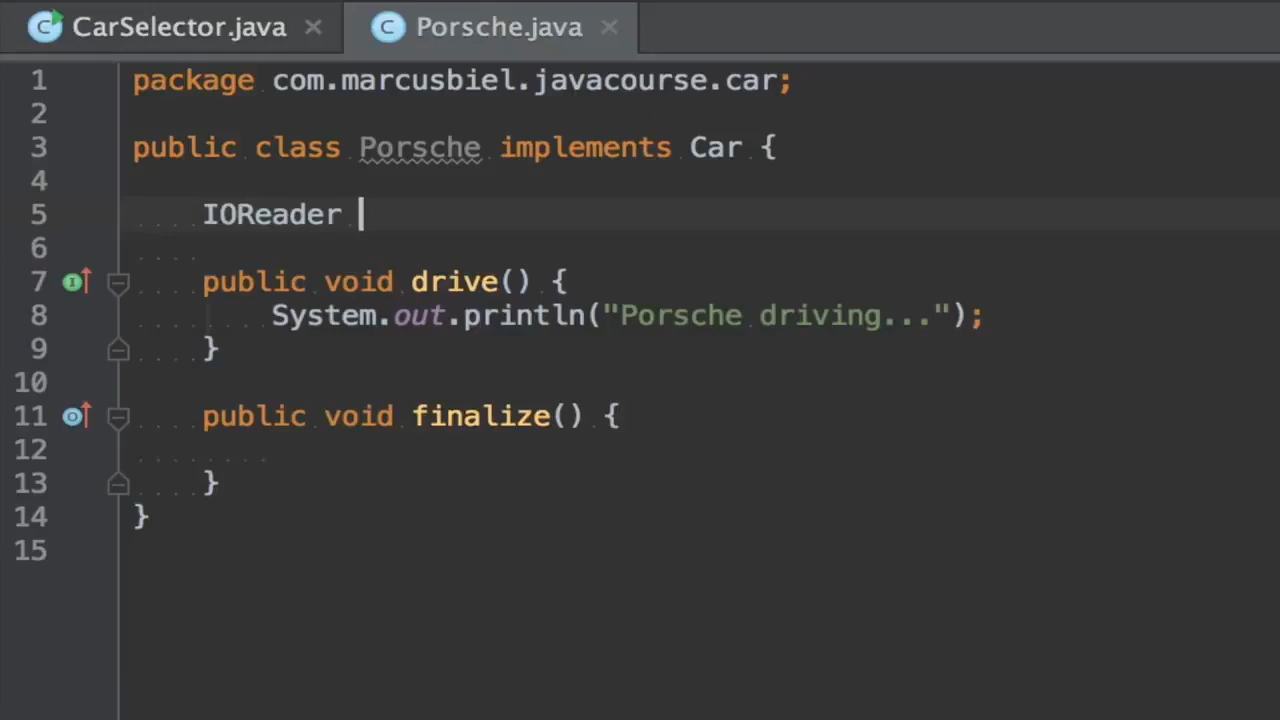 CarSelector.java
Porsche.java
1 package com.marcusbiel.javacourse.car;
2
3 public class Porsche implements Car {
4
5 IOReader
6
7 public void drive() {
8 System.out.println("Porsche driving...");
9 }
10
11 public void finalize() {
12
13 }
14 }
15